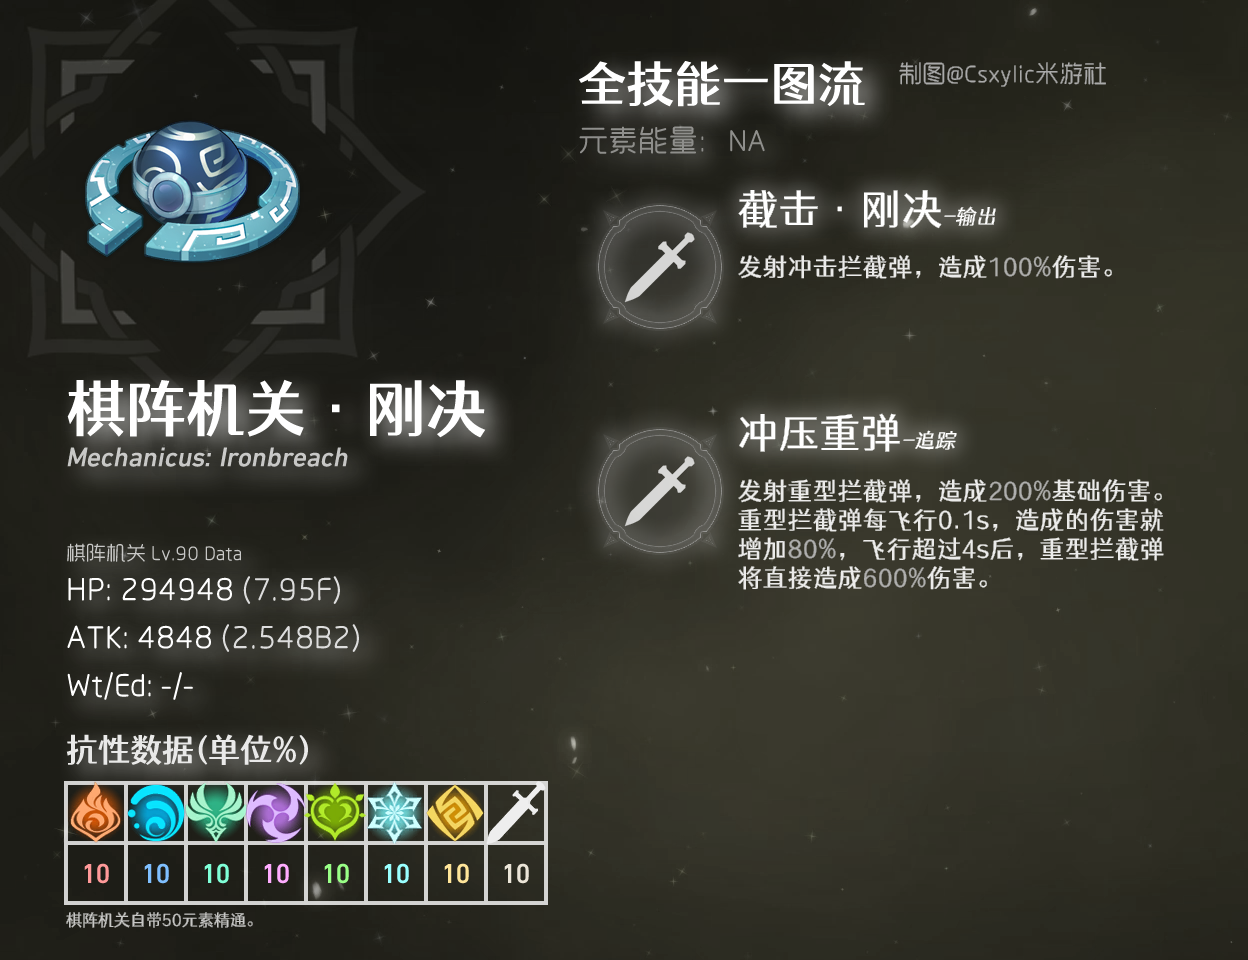 全技能一图流
制图@Csxylic米游社
元素能量: NA
截击·刚决-输出
发射冲击拦截弹，造成100%伤害。
冲压重弹-追踪
发射重型拦截弹，造成200%基础伤害。
重型拦截弹每飞行0.1s，造成的伤害就
增加80%，飞行超过4s后，重型拦截弹
将直接造成600%伤害。
棋阵机关·刚决
Mechanicus: Ironbreach
棋阵机关 Lv.90 Data
HP: 294948 (7.95F)
ATK: 4848 (2.548B2)
Wt/Ed: -/-
抗性数据(单位%)
10 10 10 10 10 10 10 10
棋阵机关自带50元素精通。